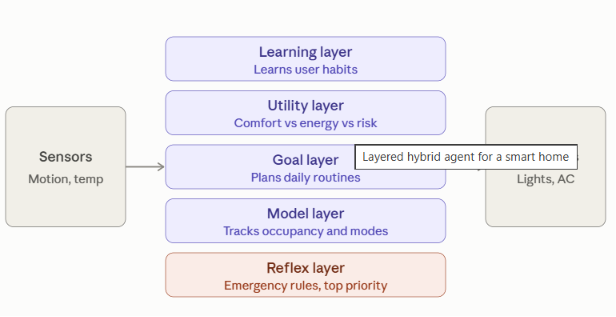 Learning layer
Learns user habits
Utility layer
Comfort vs energy vs risk
Sensors
Motion, temp
Goal layer
Plans daily routines
Layered hybrid agent for a smart home
Lights, AC
Model layer
Tracks occupancy and modes
Reflex layer
Emergency rules, top priority